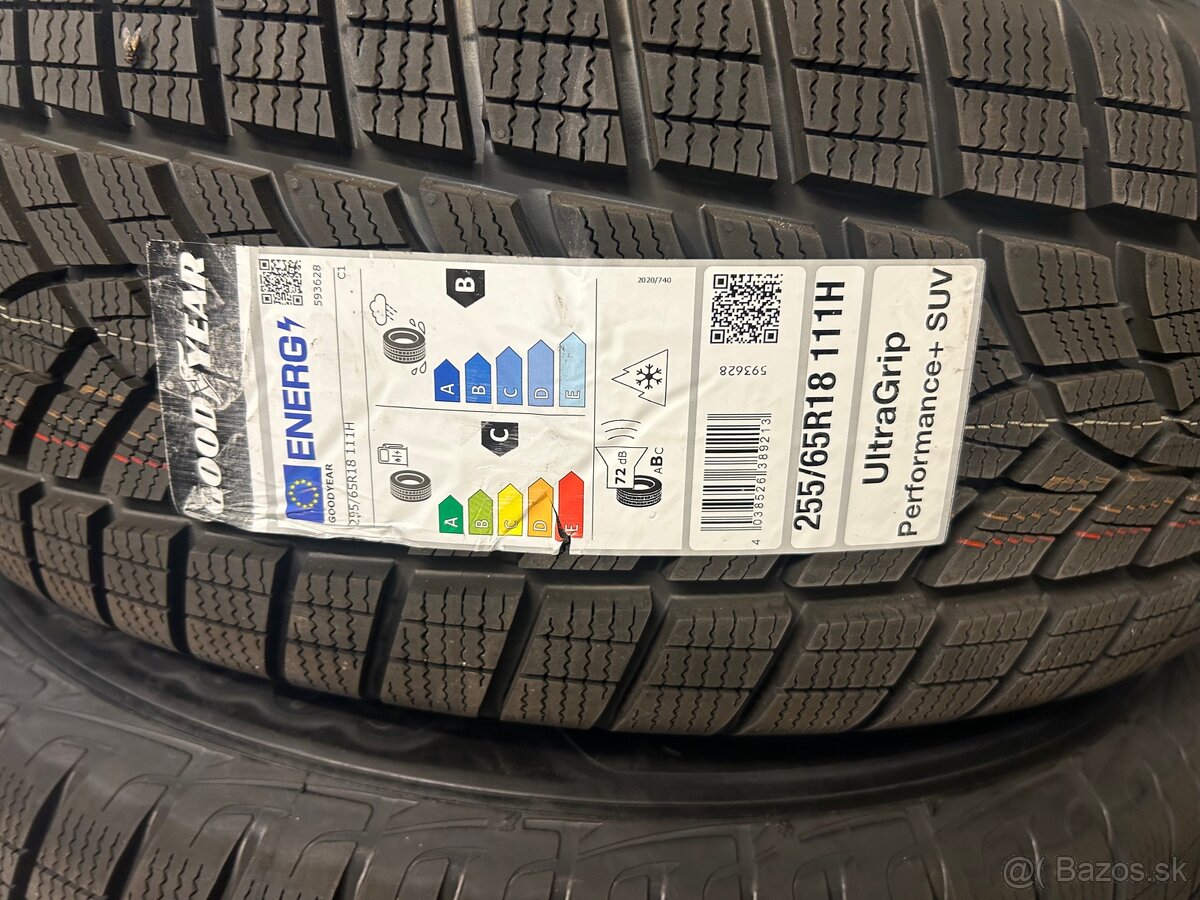 GOODYEAR
593628
ENERG
C1
GOODYEAR
255/65R18 111H
B
A
B
C
D
E
C
A
B
C
D
E
2020/740
72 dB
ABC
593628
4 038526 389213
255/65R18 111H
UltraGrip
Performance+ SUV
@( Bazos.sk